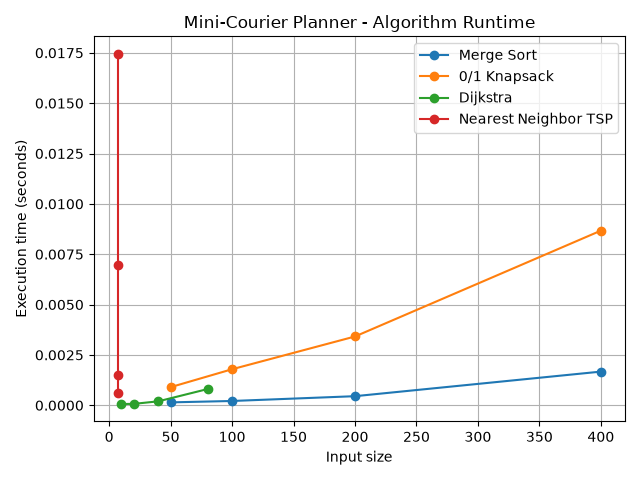 Mini-Courier Planner - Algorithm Runtime
Merge Sort
0/1 Knapsack
Dijkstra
Nearest Neighbor TSP
Execution time (seconds)
0.0175
0.0150
0.0125
0.0100
0.0075
0.0050
0.0025
0.0000
0 50 100 150 200 250 300 350 400
Input size